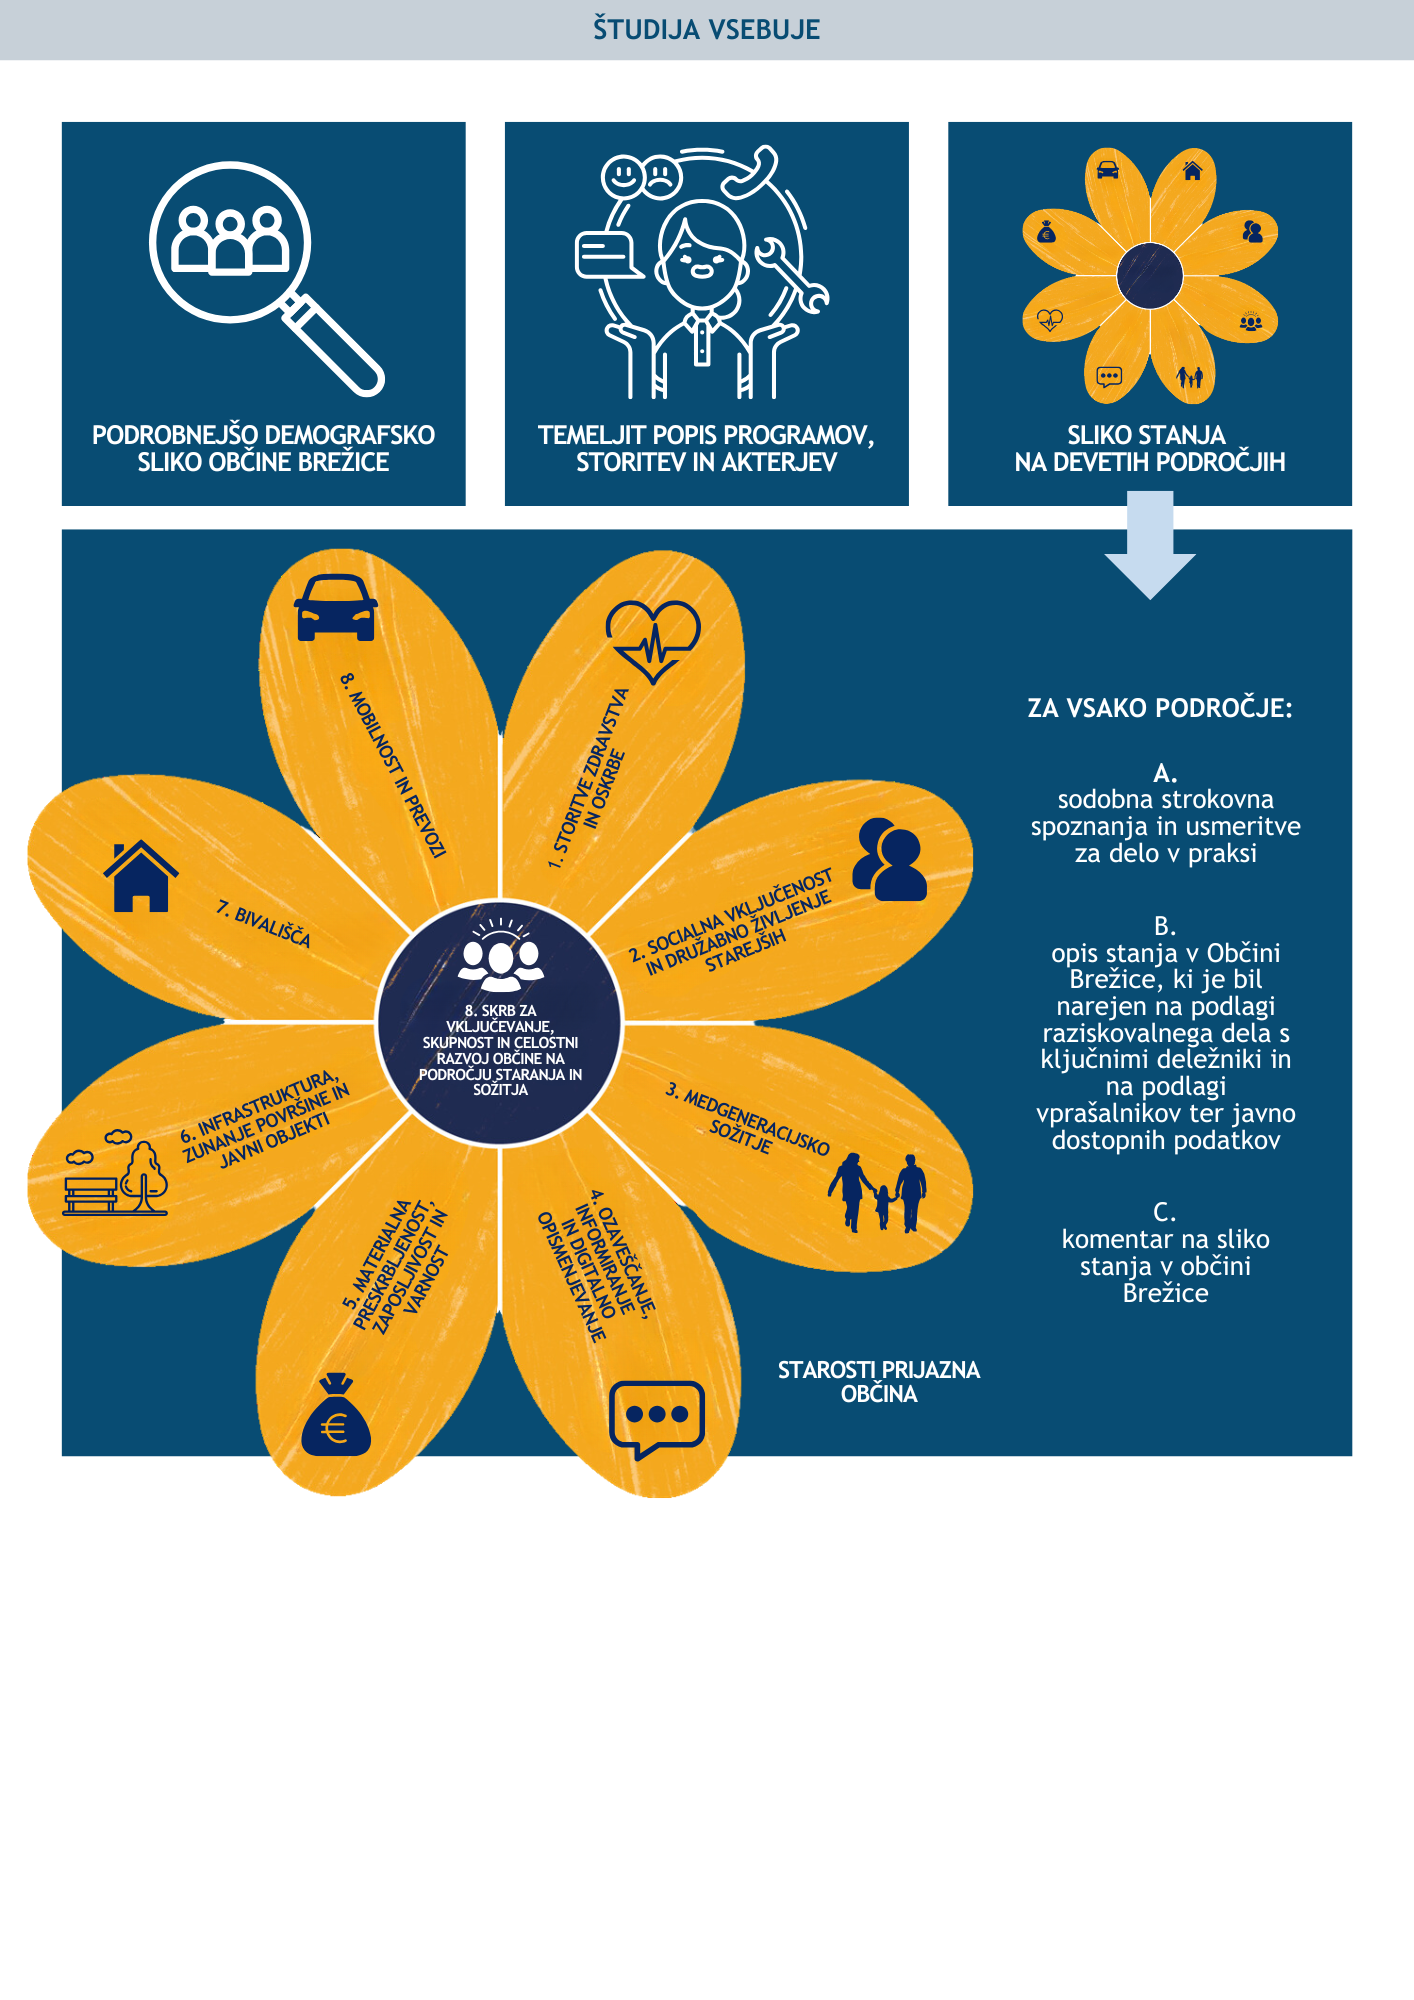 ŠTUDIJA VSEBUJE
PODROBNEJŠO DEMOGRAFSKO
SLIKO OBČINE BREŽICE
TEMELJIT POPIS PROGRAMOV,
STORITEV IN AKTERJEV
SLIKO STANJA
NA DEVETIH PODROČJIH
1. STORITVE ZDRAVSTVA
IN OSKRBE
2. SOCIALNA VKLJUČENOST
IN DRUŽABNO ŽIVLJENJE
STAREJŠIH
3. MEDGENERACIJSKO
SOŽITJE
4. OZAVEŠČANJE,
INFORMIRANJE
IN DIGITALNO
OPISMENJEVANJE
5. MATERIALNA
PRESKRBLJENOST,
ZAPOSLJIVOST IN
VARNOST
6. INFRASTRUKTURA,
ZUNANJE POVRŠINE IN
JAVNI OBJEKTI
7. BIVALIŠČA
8. MOBILNOST IN PREVOZI
8. SKRB ZA
VKLJUČEVANJE,
SKUPNOST IN CELOSTNI
RAZVOJ OBČINE NA
PODROČJU STARANJA IN
SOŽITJA
€
STAROSTI PRIJAZNA
OBČINA
ZA VSAKO PODROČJE:
A.
sodobna strokovna
spoznanja in usmeritve
za delo v praksi
B.
opis stanja v Občini
Brežice, ki je bil
narejen na podlagi
raziskovalnega dela s
ključnimi deležniki in
na podlagi
vprašalnikov ter javno
dostopnih podatkov
C.
komentar na sliko
stanja v občini
Brežice